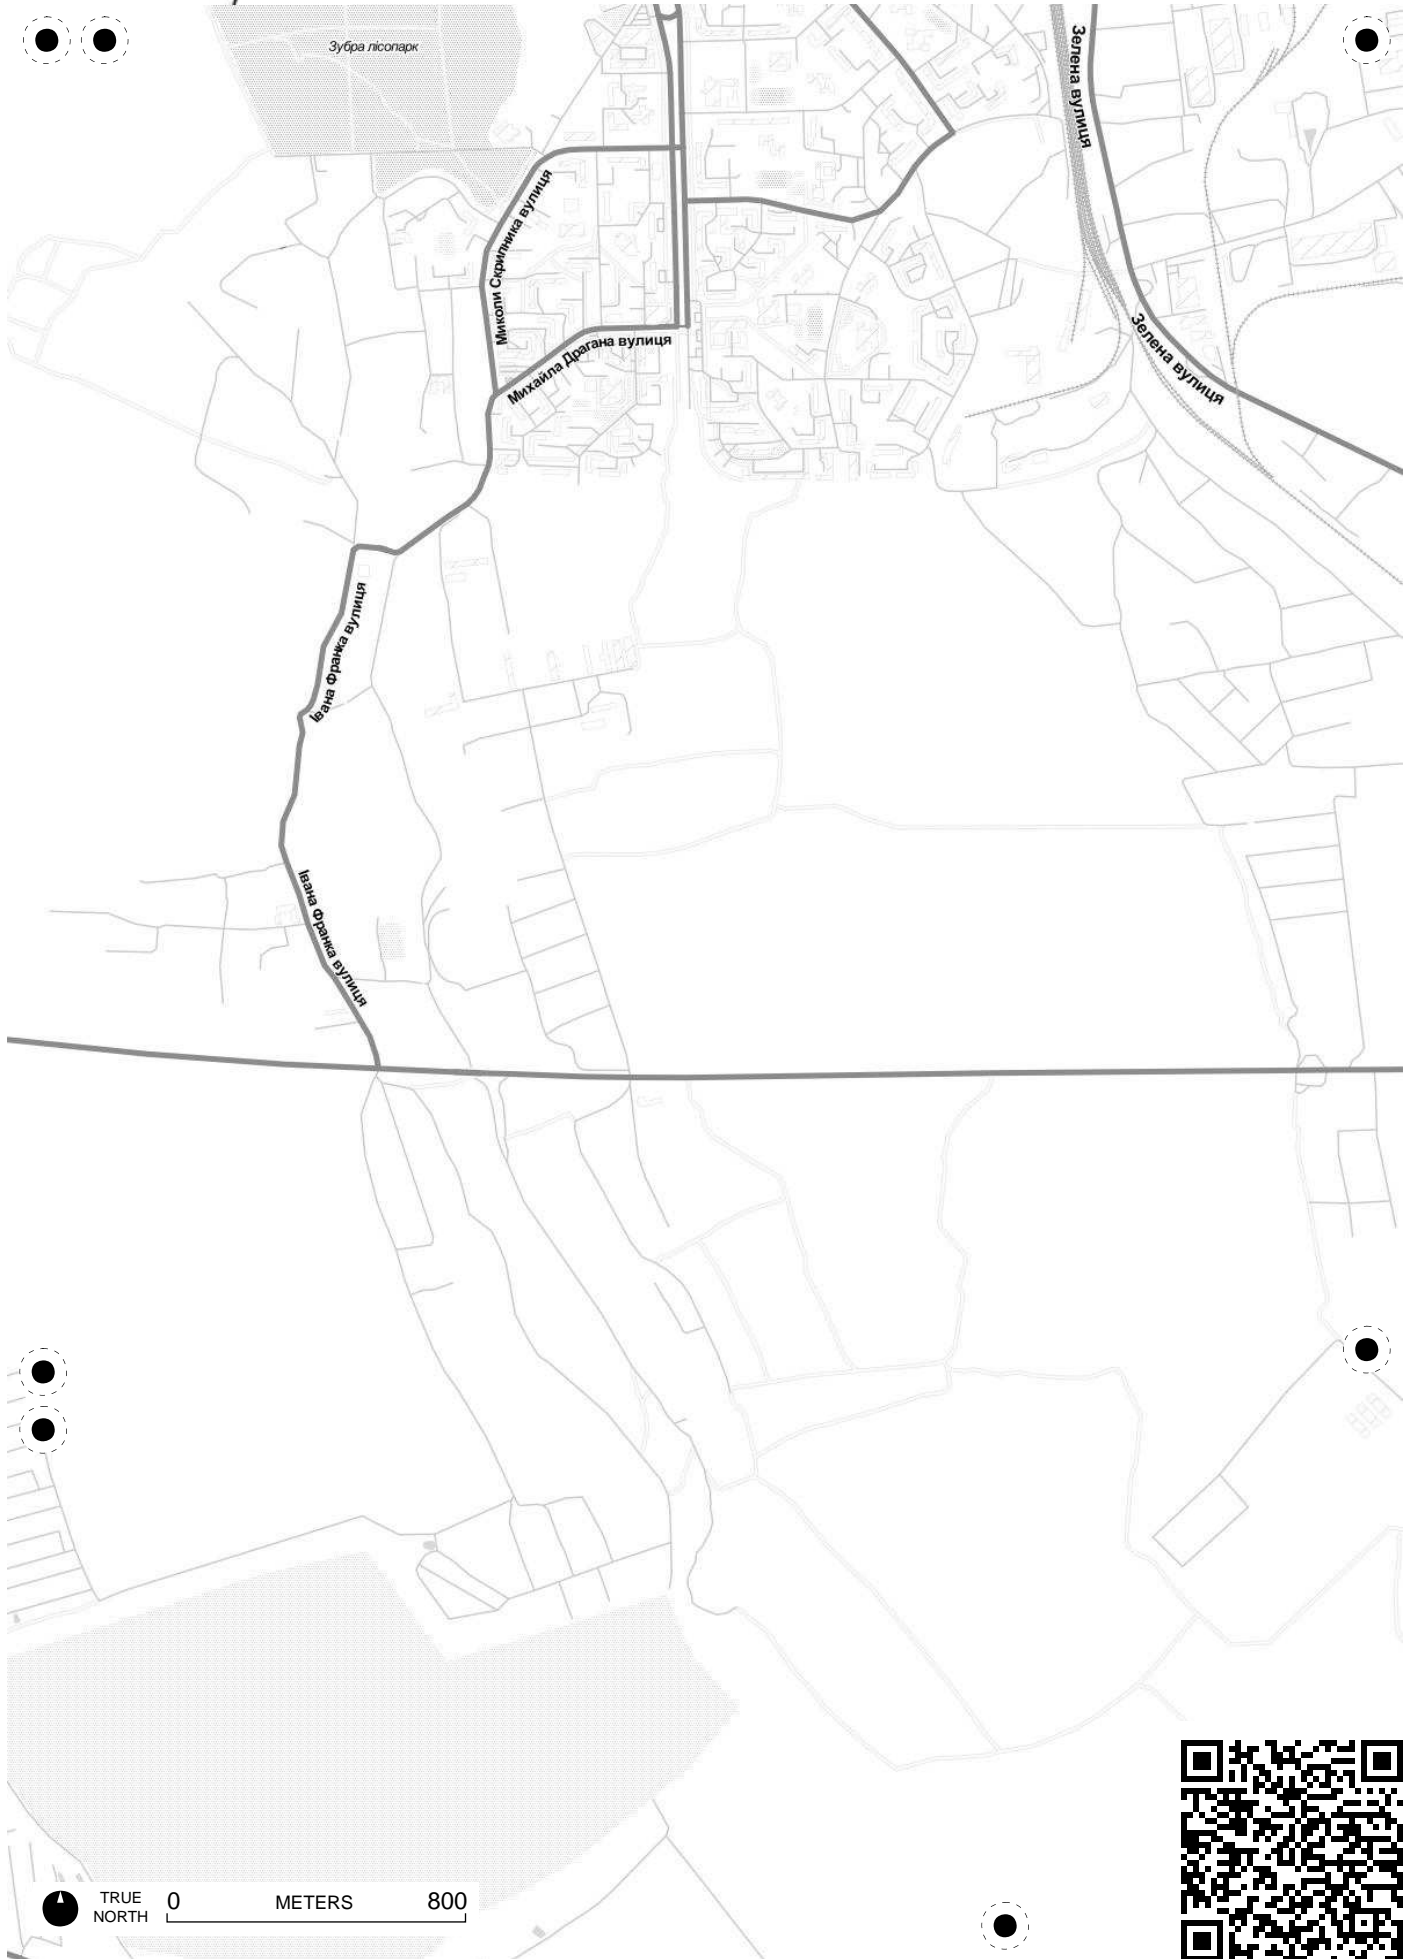 Зубра лісопарк
Зелена вулиця
Миколи Скрипника вулиця
Михайла Драгана вулиця
Зелена вулиця
Івана Франка вулиця
Івана Франка вулиця
TRUE NORTH
0 METERS 800